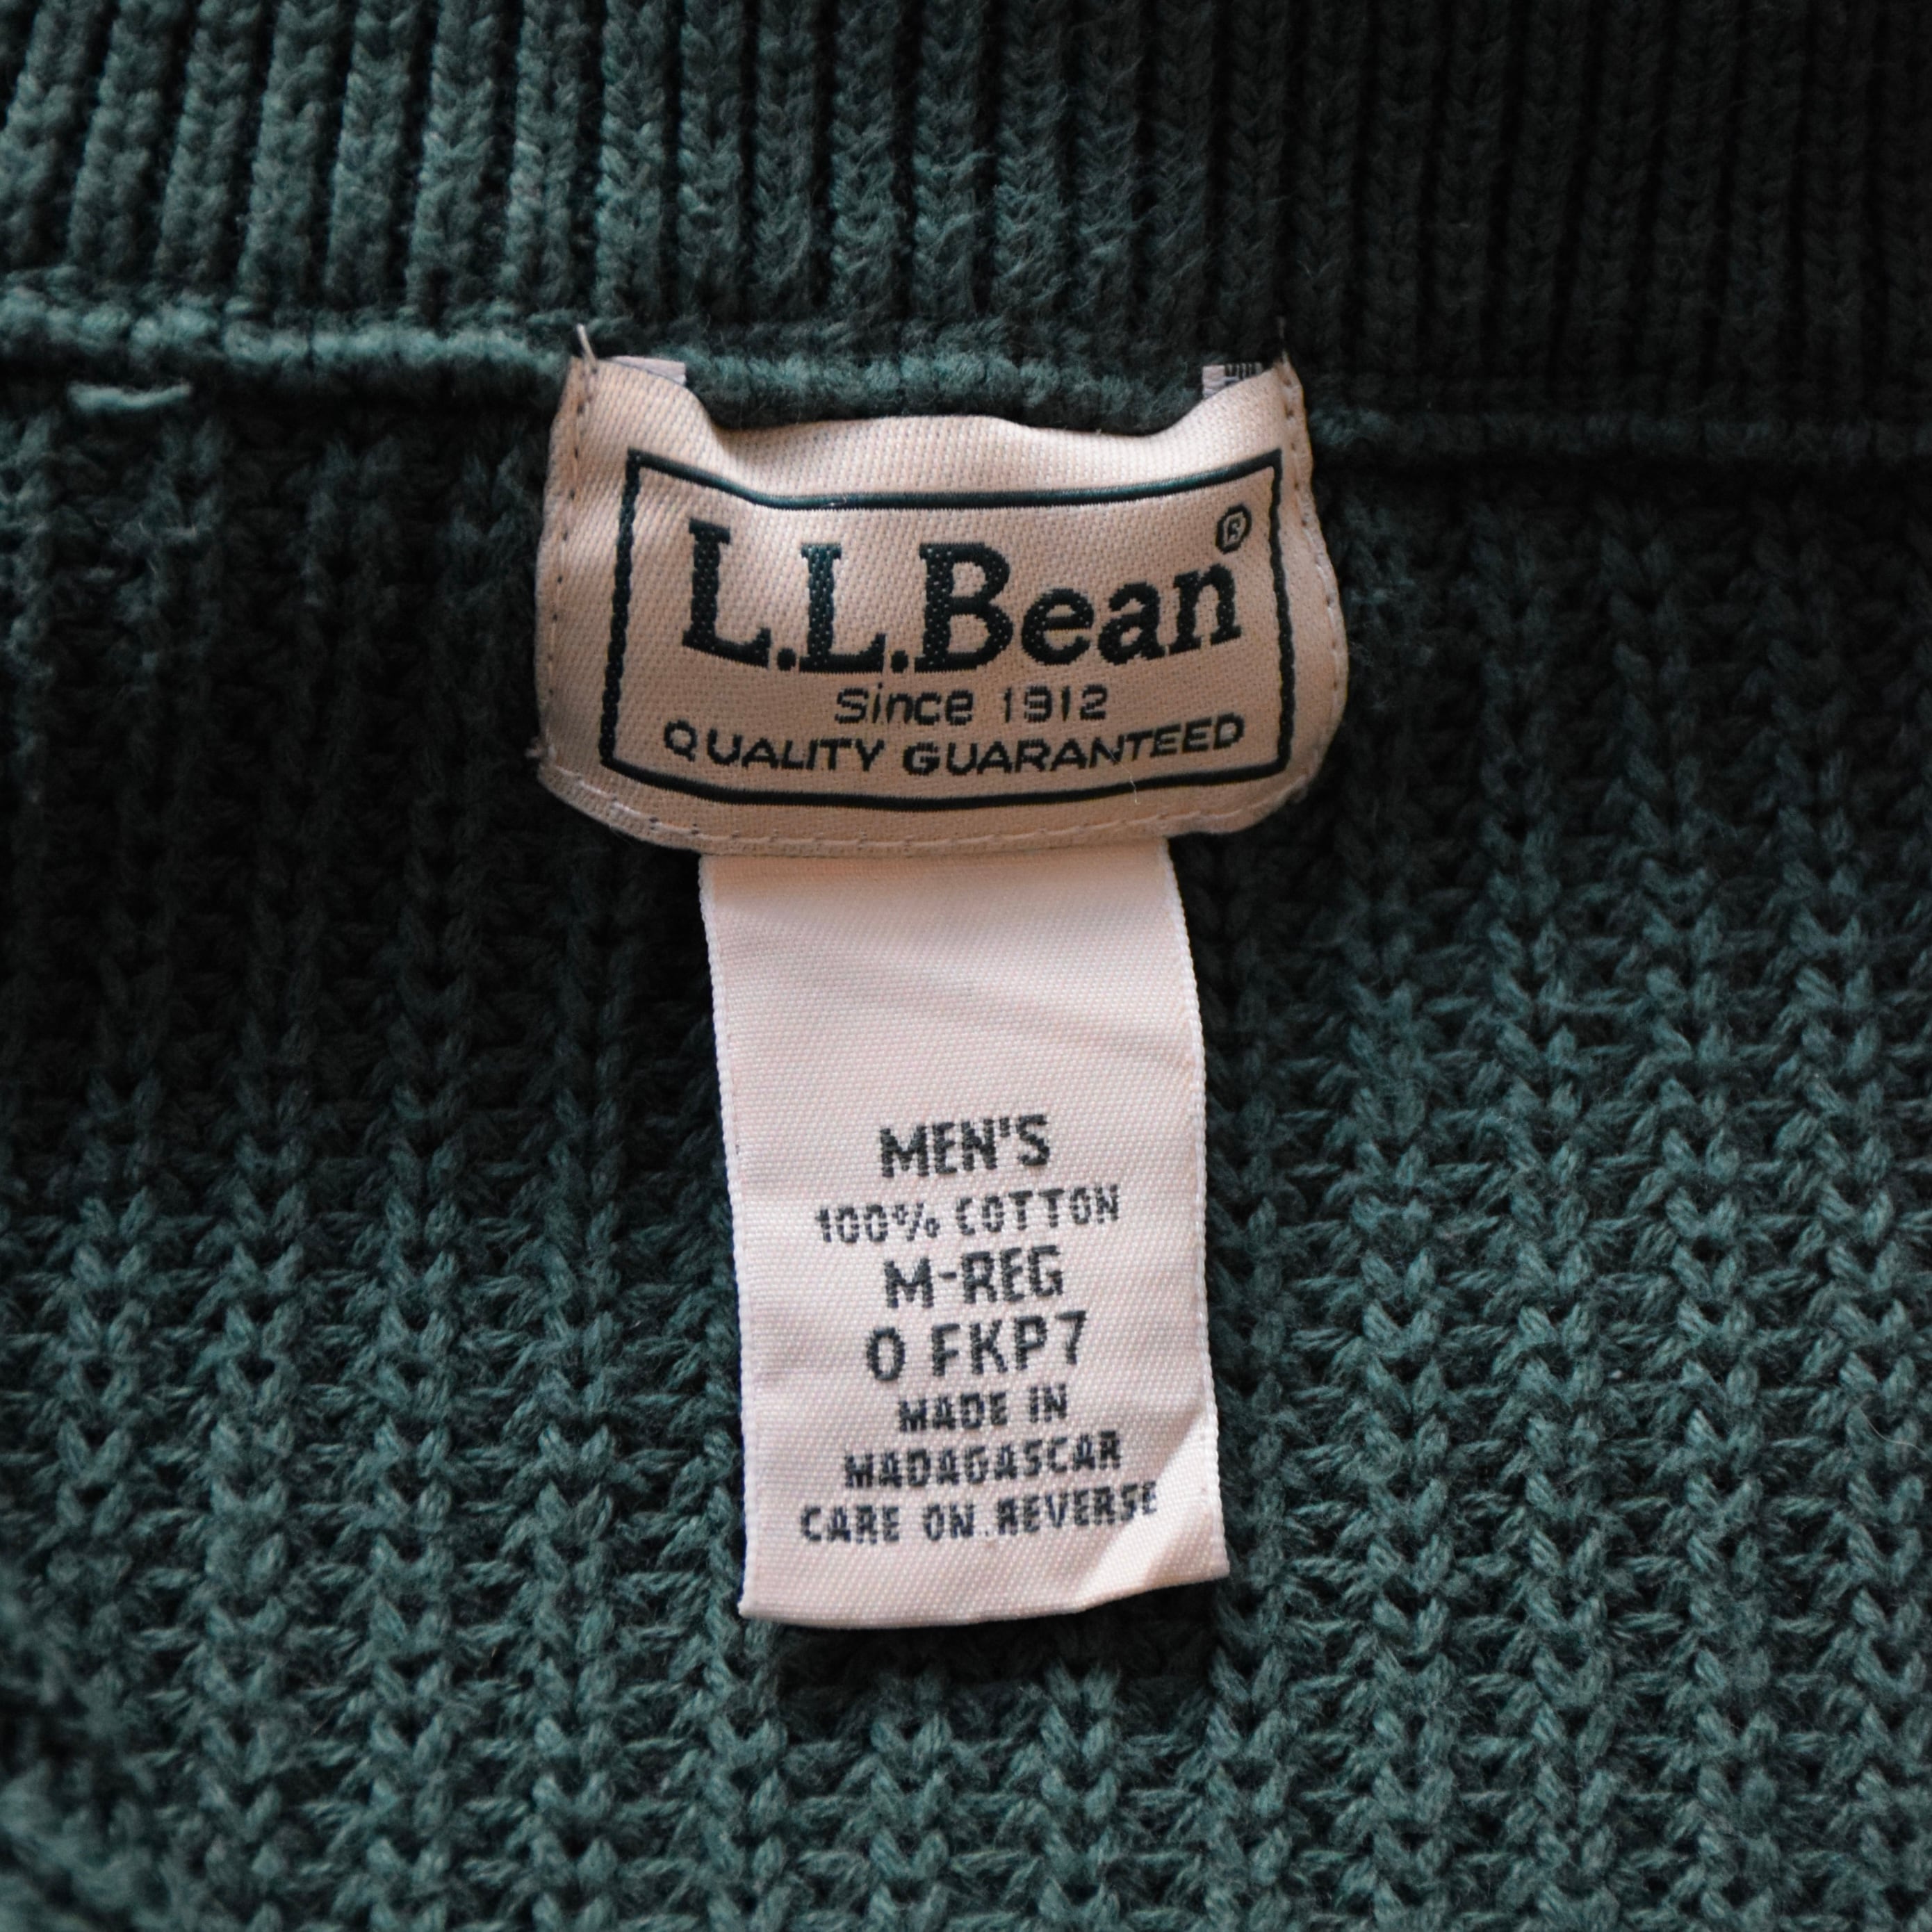 L.L.Bean®
Since 1912
QUALITY GUARANTEED
MEN'S
100% COTTON
M-REG
0 FKP7
MADE IN
MADAGASCAR
CARE ON REVERSE